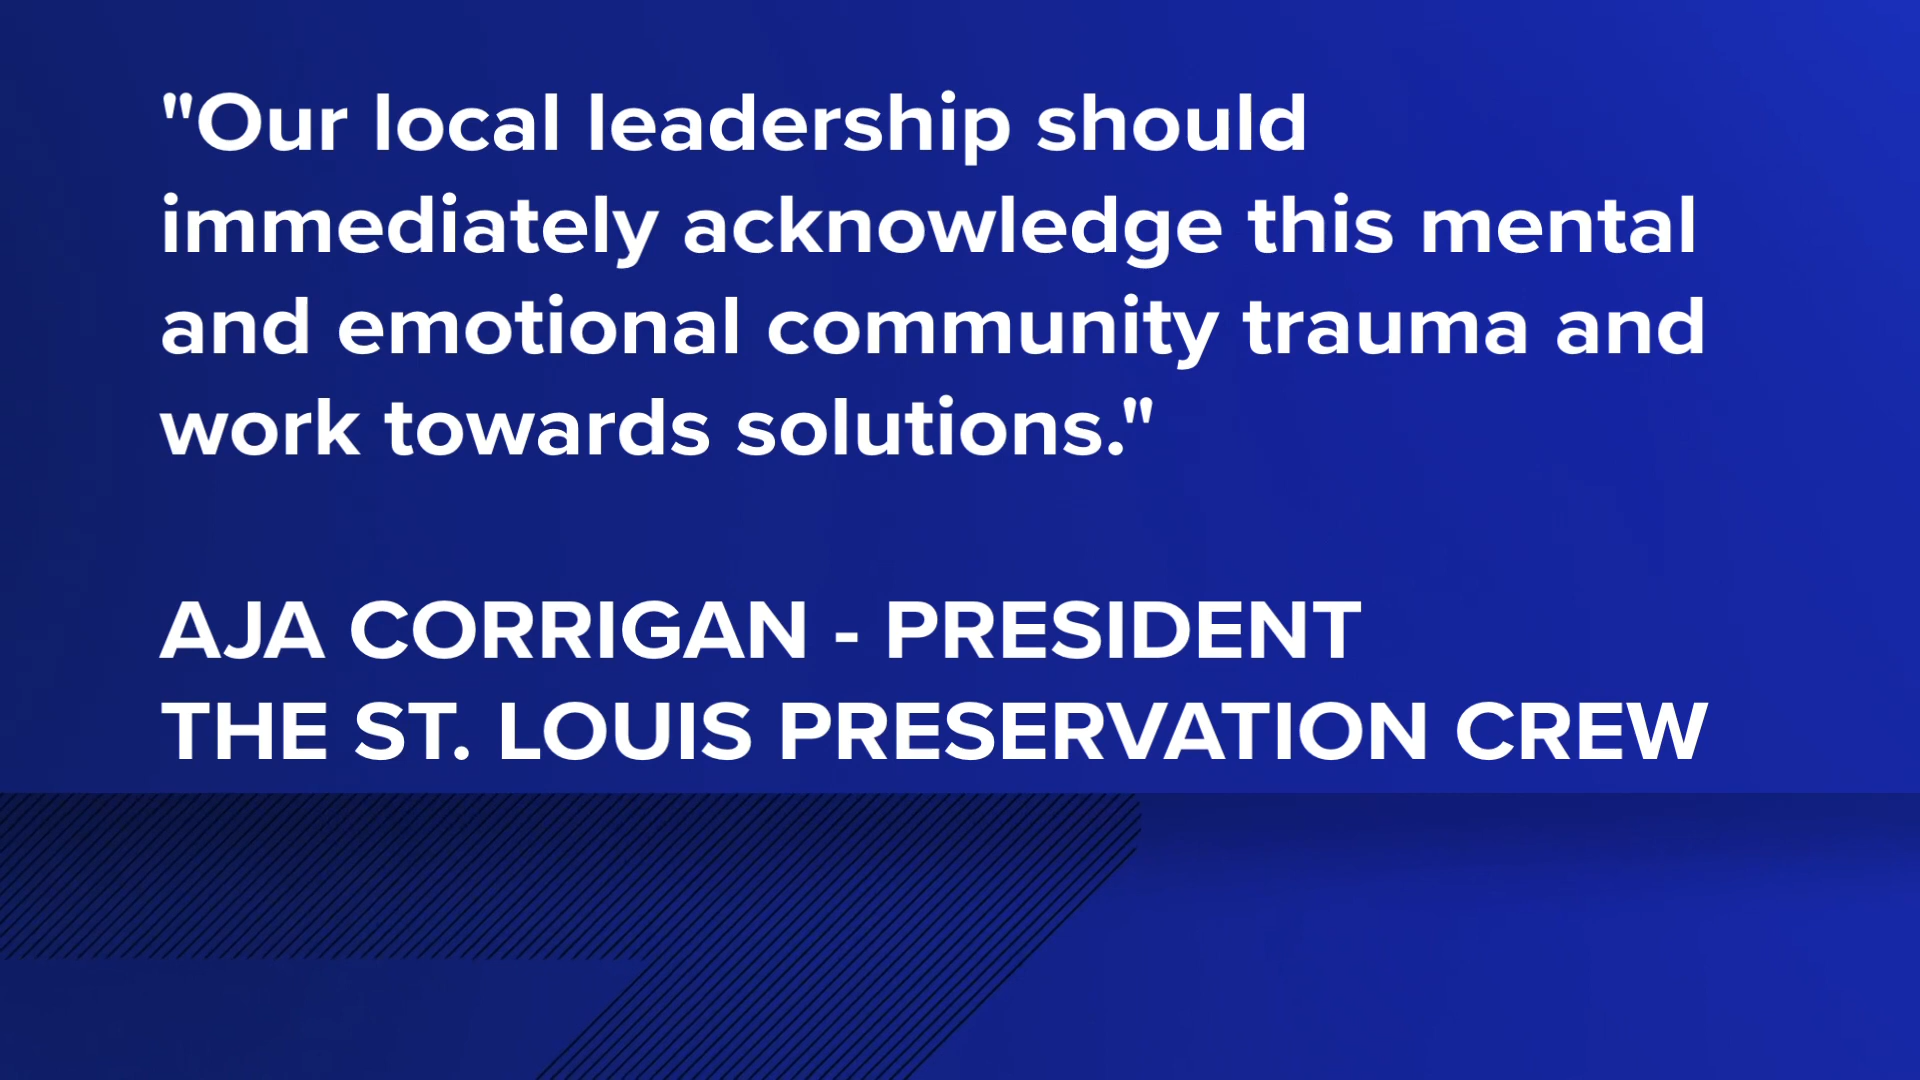 "Our local leadership should
immediately acknowledge this mental
and emotional community trauma and
work towards solutions."
AJA CORRIGAN - PRESIDENT
THE ST. LOUIS PRESERVATION CREW